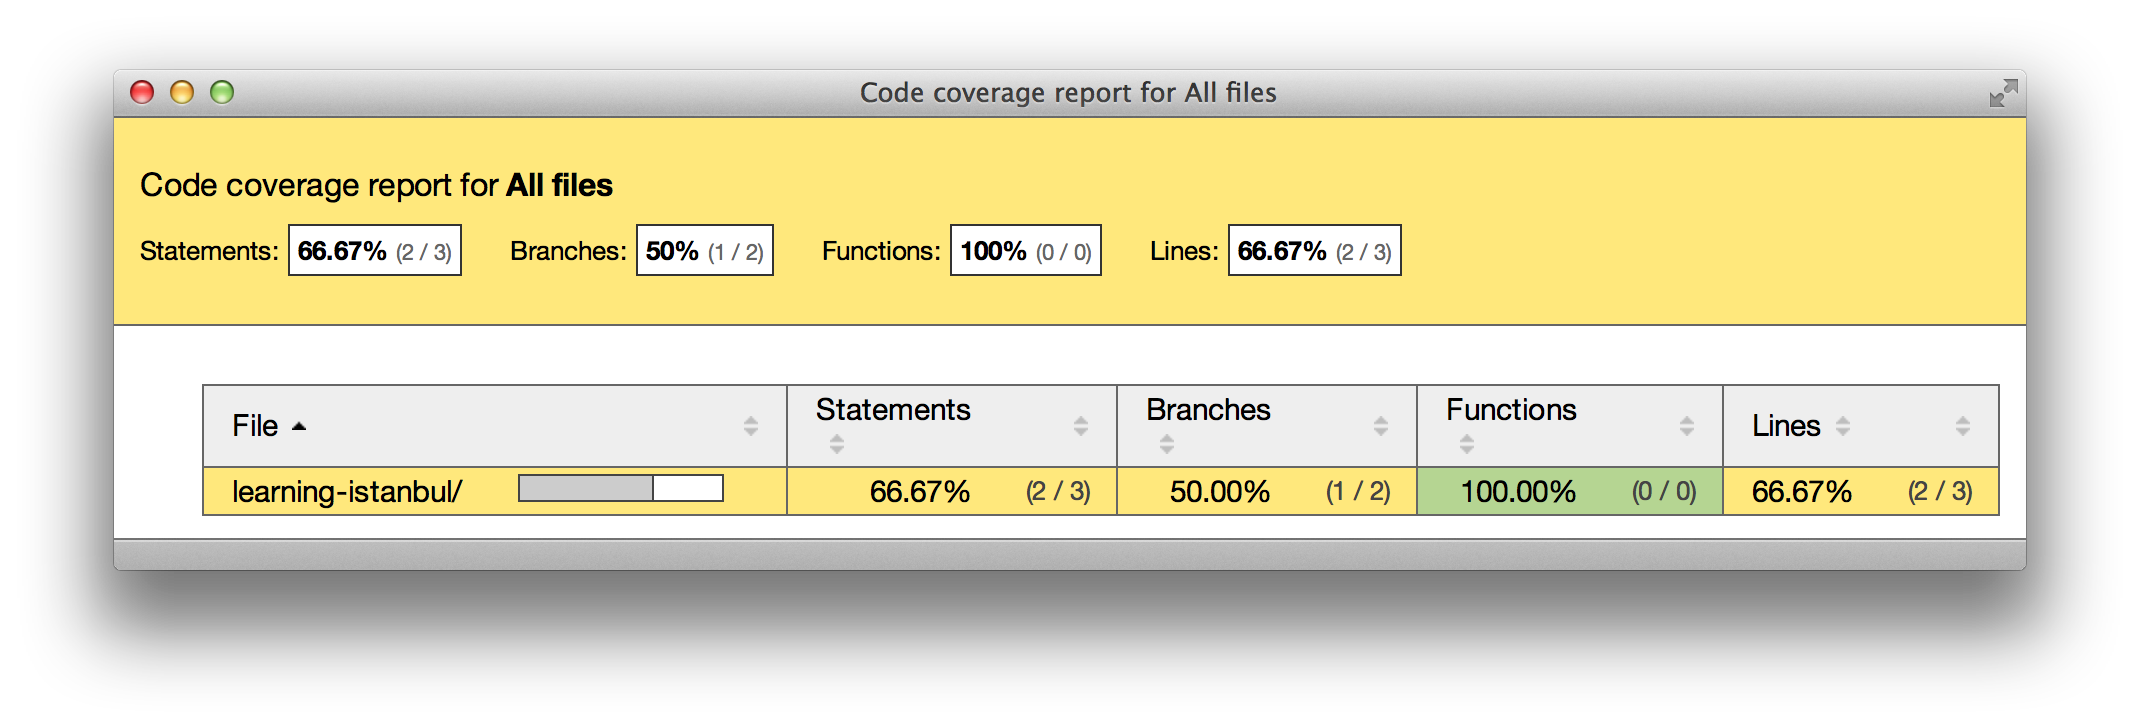 Code coverage report for All files
Code coverage report for All files
Statements: 66.67% (2 / 3) Branches: 50% (1 / 2) Functions: 100% (0 / 0) Lines: 66.67% (2 / 3)
File Statements Branches Functions Lines
learning-istanbul/ 66.67% (2 / 3) 50.00% (1 / 2) 100.00% (0 / 0) 66.67% (2 / 3)